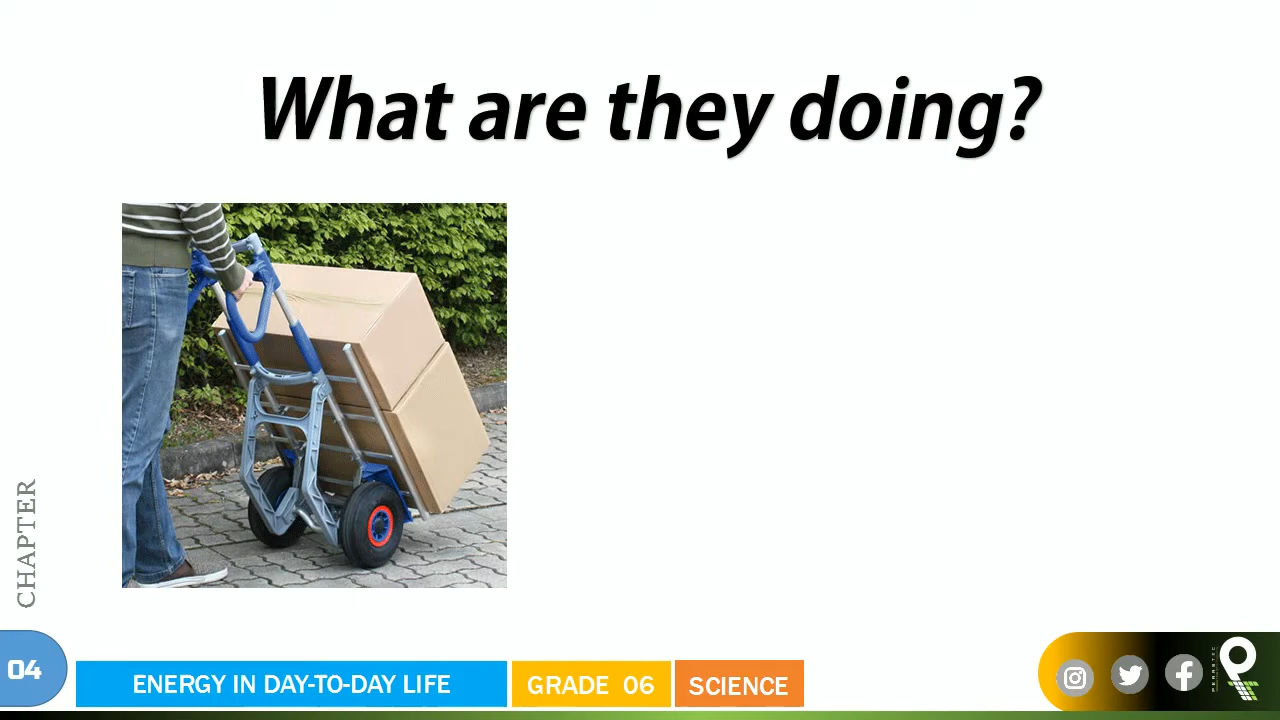 What are they doing?
CHAPTER
04
ENERGY IN DAY-TO-DAY LIFE
GRADE 06
SCIENCE